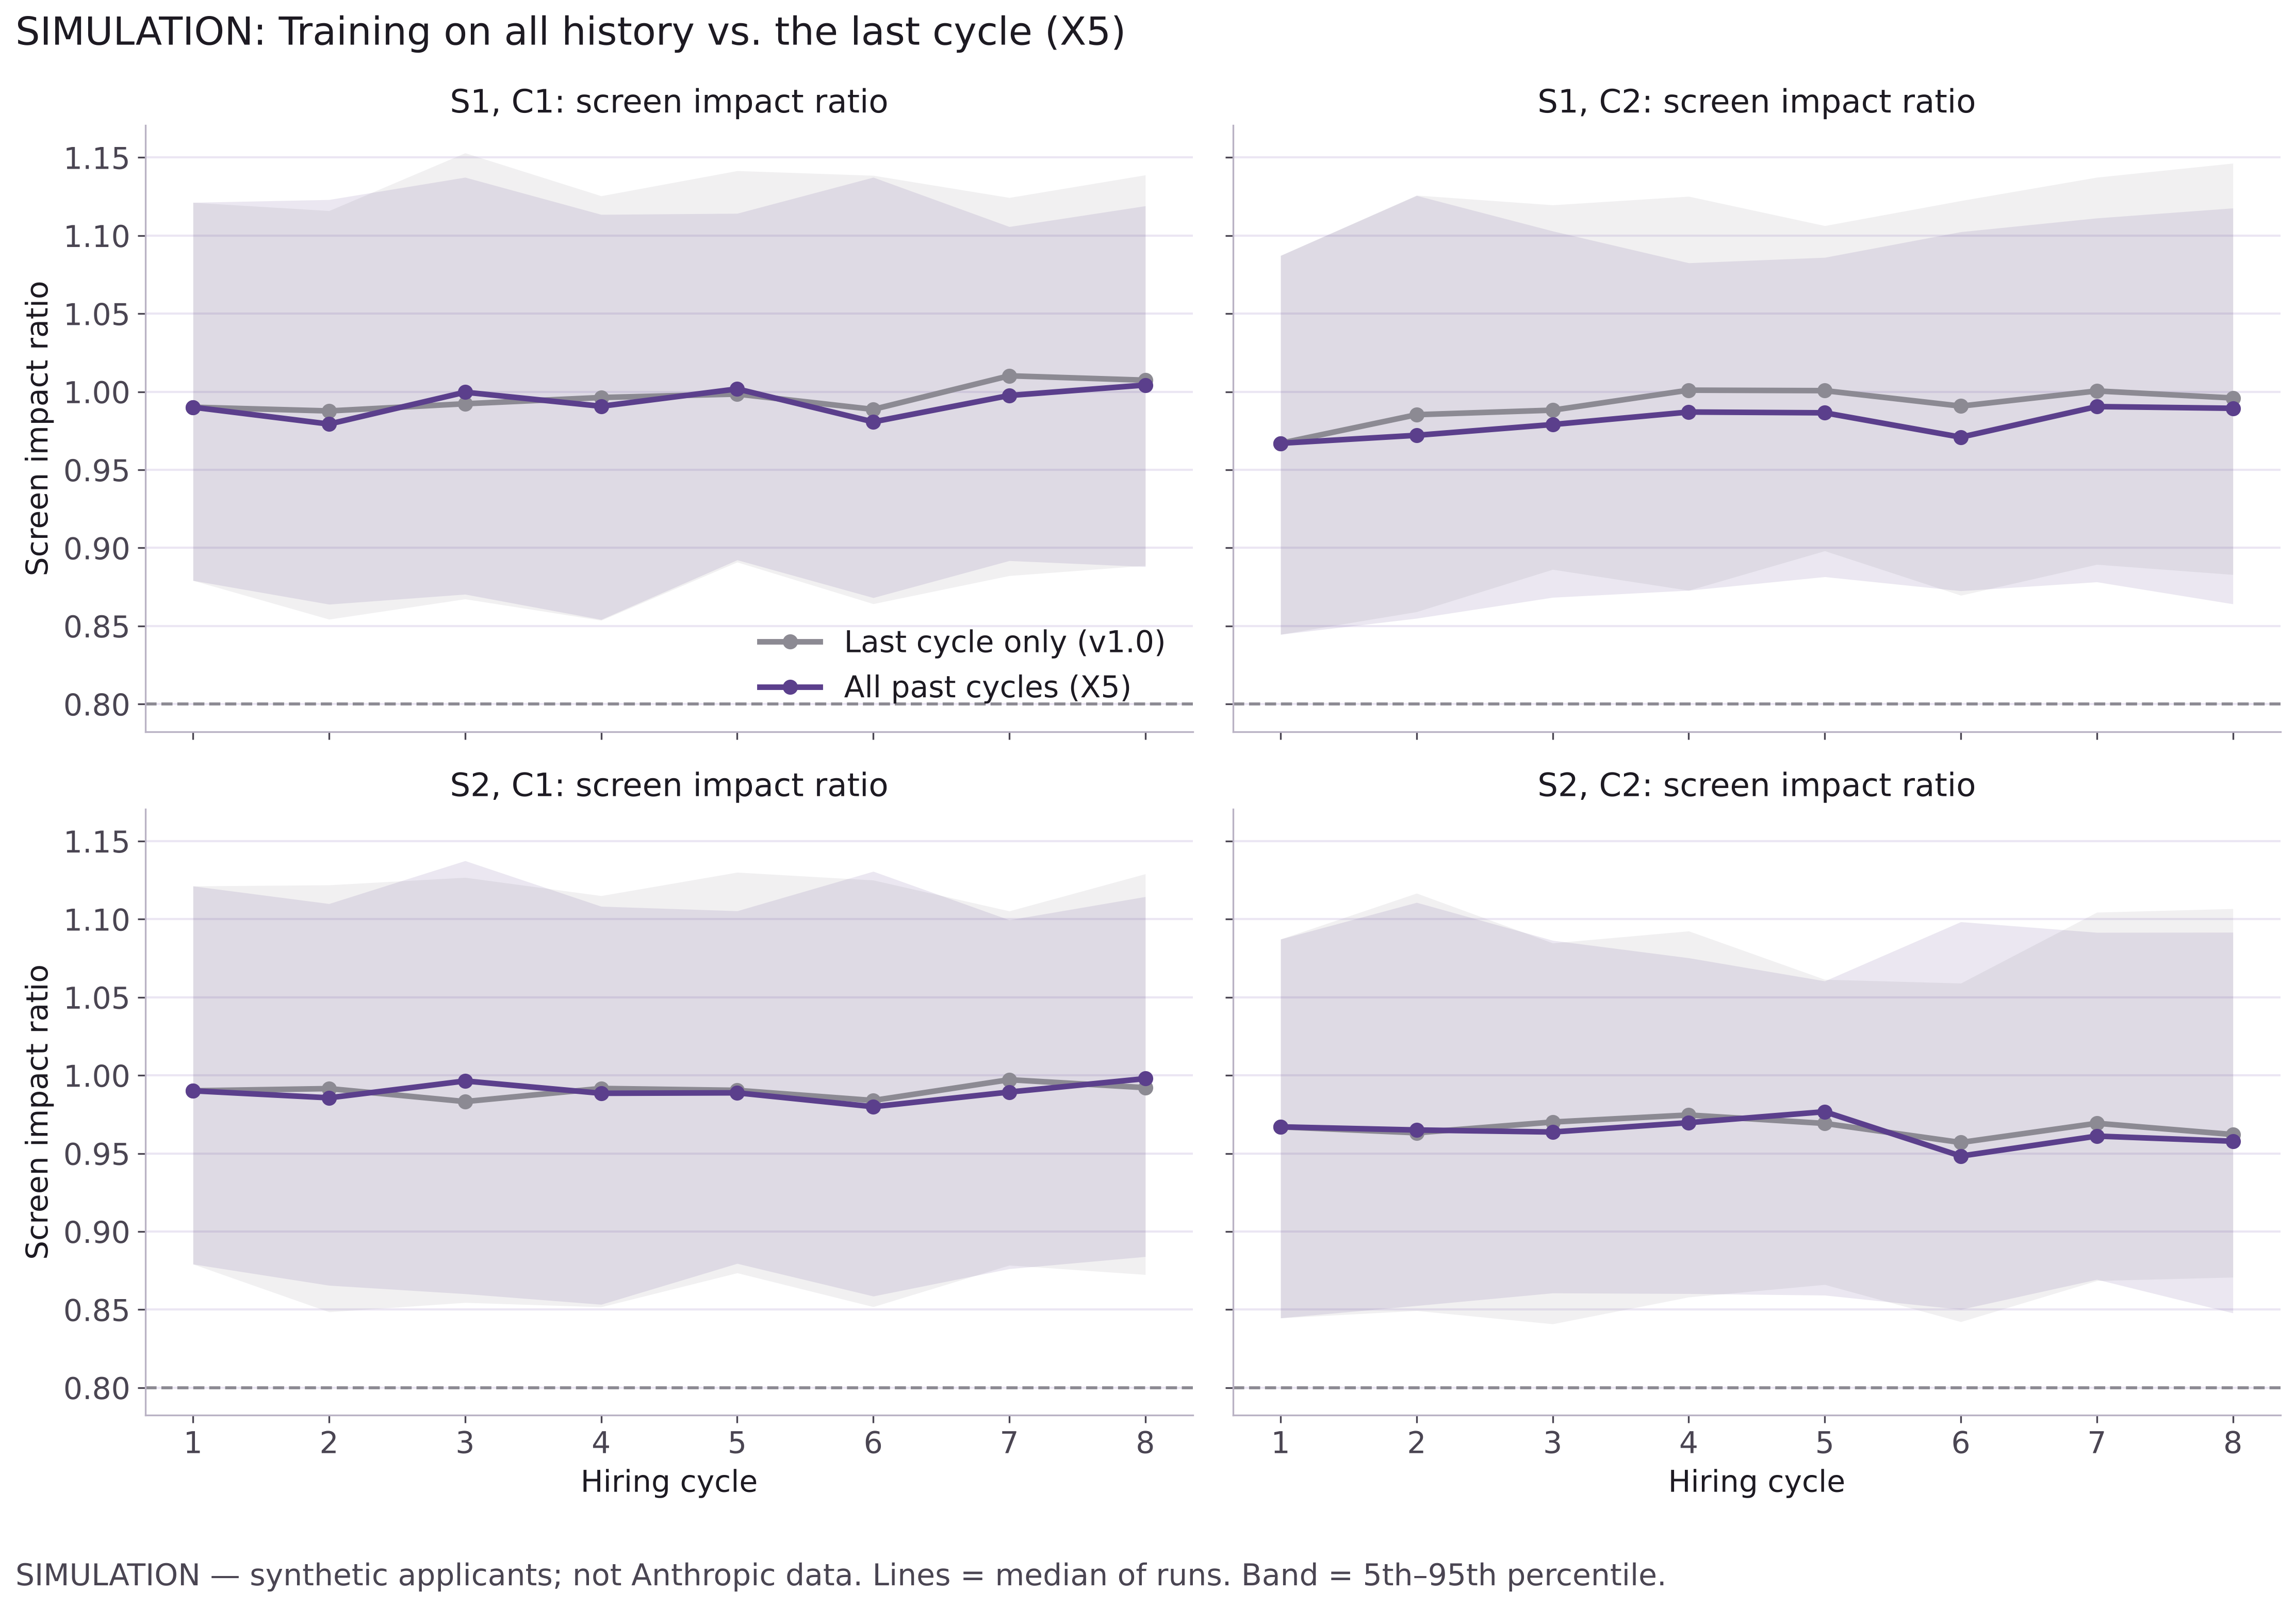 SIMULATION: Training on all history vs. the last cycle (X5)
S1, C1: screen impact ratio
S1, C2: screen impact ratio
Screen impact ratio
1.15
1.10
1.05
1.00
0.95
0.90
0.85
0.80
Last cycle only (v1.0)
All past cycles (X5)
S2, C1: screen impact ratio
S2, C2: screen impact ratio
Screen impact ratio
1.15
1.10
1.05
1.00
0.95
0.90
0.85
0.80
1 2 3 4 5 6 7 8
1 2 3 4 5 6 7 8
Hiring cycle
Hiring cycle
SIMULATION — synthetic applicants; not Anthropic data. Lines = median of runs. Band = 5th–95th percentile.